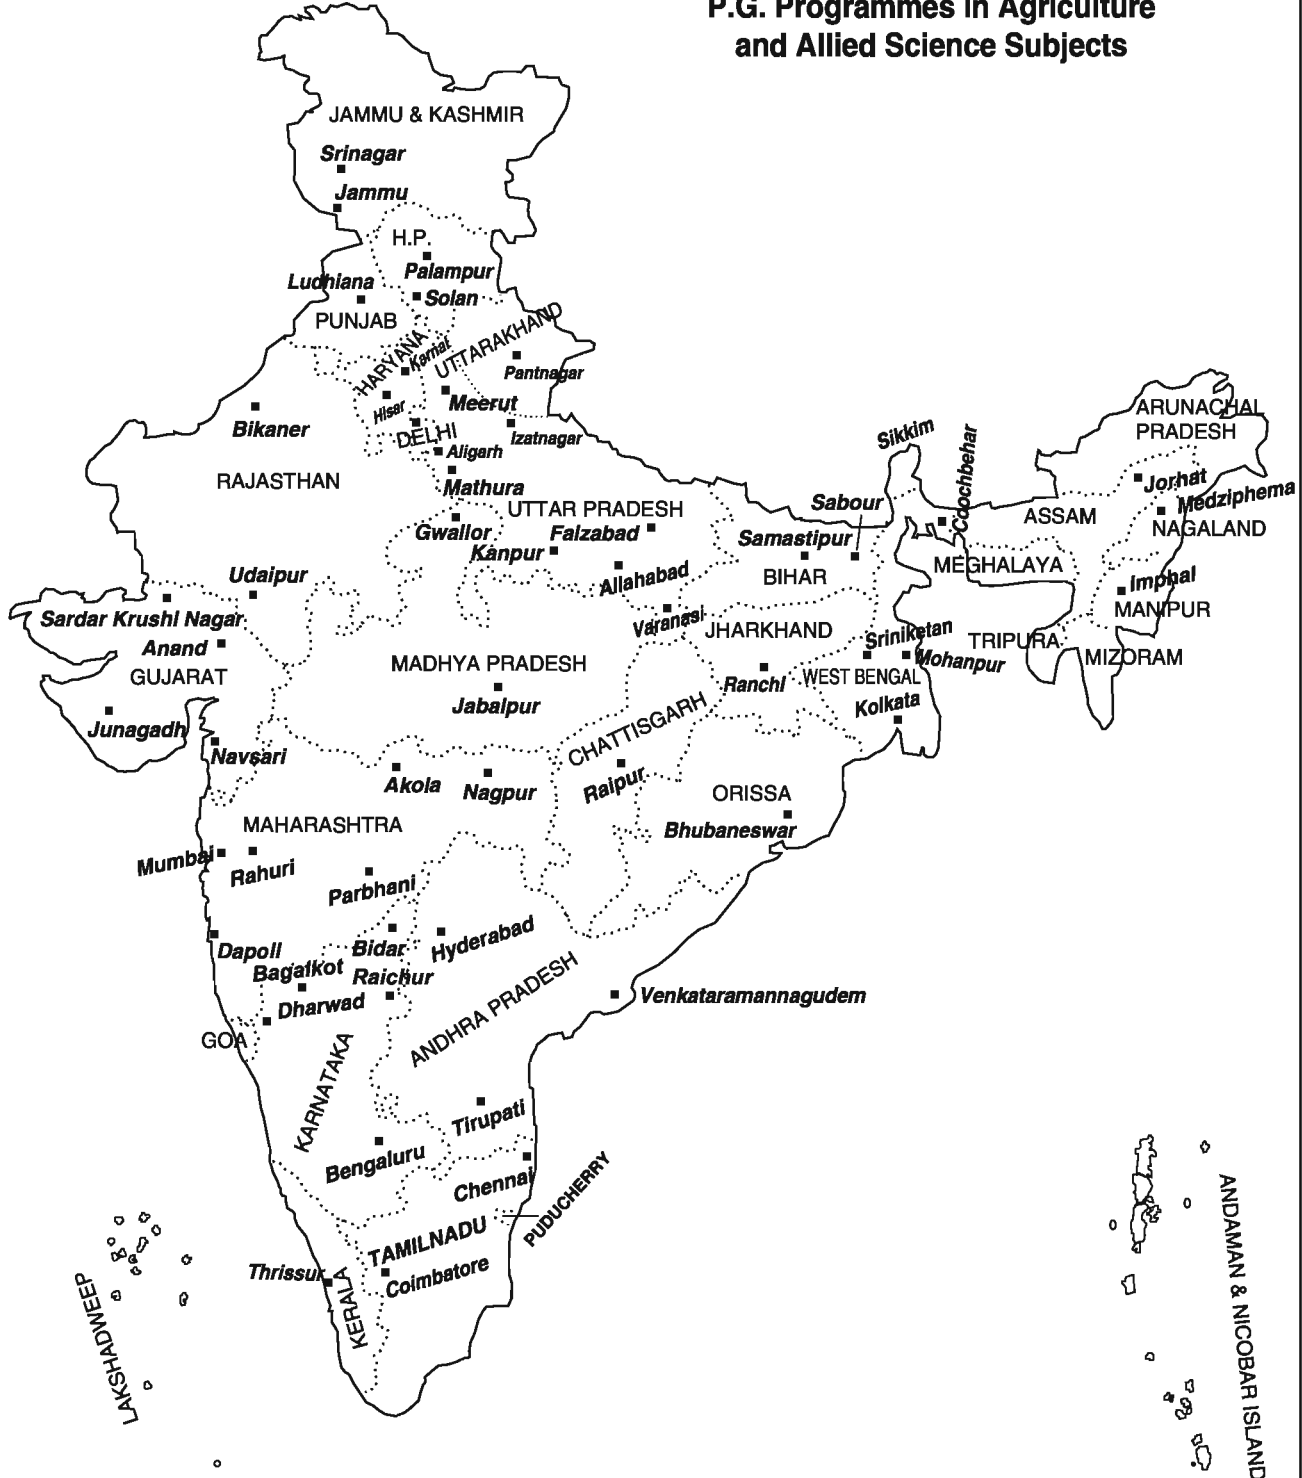 P.G. Programmes in Agriculture
and Allied Science Subjects
JAMMU & KASHMIR
Srinagar
Jammu
H.P.
Palampur
Ludhiana
Solan
PUNJAB
HARYANA
Karnal
UTTARAKHAND
Pantnagar
Hisar
Meerut
Bikaner
DELHI
Izatnagar
Aligarh
RAJASTHAN
Mathura
UTTAR PRADESH
Gwalior
Kanpur
Faizabad
Allahabad
Varanasi
Sabour
Samastipur
BIHAR
Sikkim
Coochbehar
ARUNACHAL
PRADESH
Jorhat
Medziphema
ASSAM
NAGALAND
MEGHALAYA
Imphal
MANIPUR
TRIPURA
MIZORAM
Udaipur
Sardar Krushi Nagar
Anand
GUJARAT
Junagadh
Navsari
MADHYA PRADESH
Jabalpur
JHARKHAND
Ranchi
Sriniketan
Mohanpur
WEST BENGAL
Kolkata
CHATTISGARH
Raipur
ORISSA
Bhubaneswar
Akola
Nagpur
MAHARASHTRA
Mumbai
Rahuri
Parbhani
Dapoli
Bidar
Hyderabad
Bagalkot
Raichur
Dharwad
GOA
ANDHRA PRADESH
Venkataramannagudem
KARNATAKA
Tirupati
Bengaluru
Chennai
PUDUCHERRY
TAMILNADU
Coimbatore
Thrissur
KERALA
LAKSHADWEEP
ANDAMAN & NICOBAR ISLAND